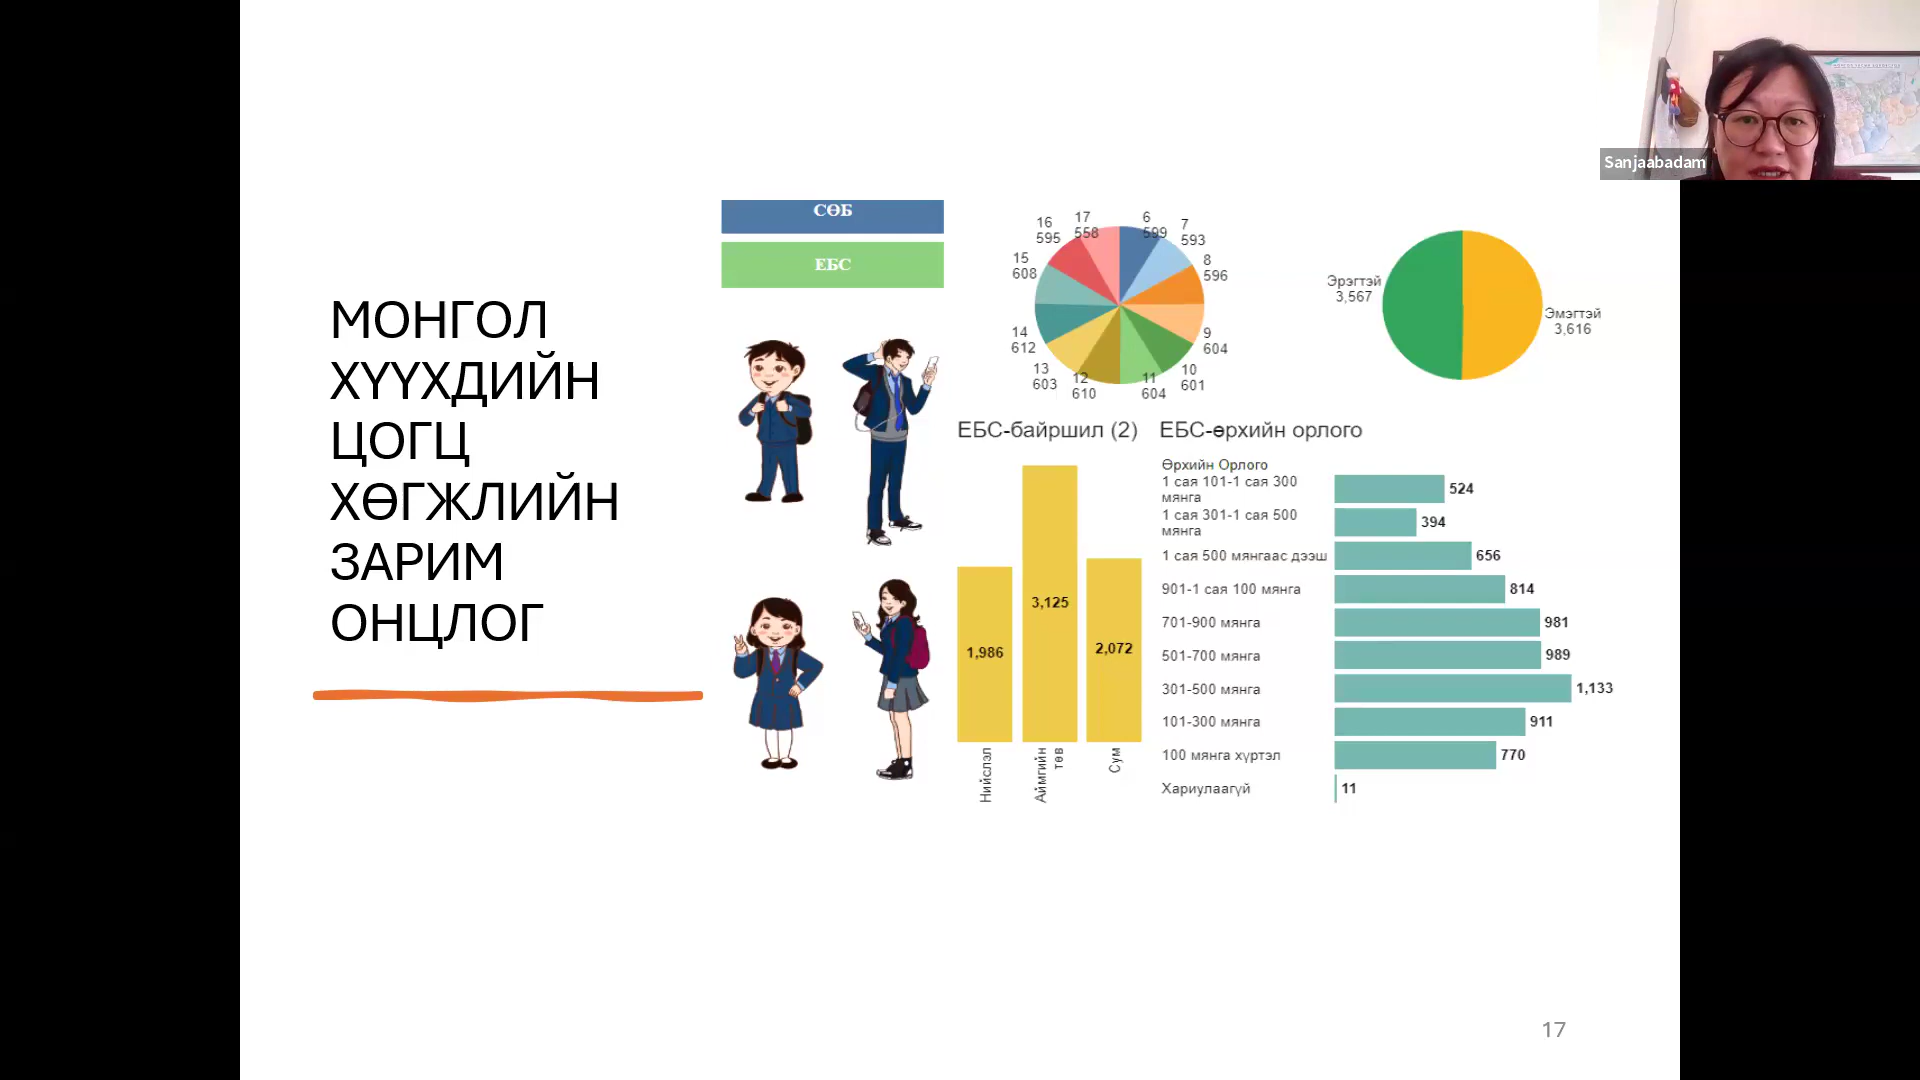 Sanjaabadam
МОНГОЛ
ХҮҮХДИЙН
ЦОГЦ
ХӨГЖЛИЙН
ЗАРИМ
ОНЦЛОГ
СӨБ
ЕБС
6
599
7
593
8
596
9
604
10
601
11
604
12
610
13
603
14
612
15
608
16
595
17
558
Эрэгтэй
3,567
Эмэгтэй
3,616
ЕБС-байршил (2)
1,986
3,125
2,072
Нийслэл
Аймгийн
төв
Сум
ЕБС-өрхийн орлого
Өрхийн Орлого
1 сая 101-1 сая 300
мянга
524
1 сая 301-1 сая 500
мянга
394
1 сая 500 мянгаас дээш
656
901-1 сая 100 мянга
814
701-900 мянга
981
501-700 мянга
989
301-500 мянга
1,133
101-300 мянга
911
100 мянга хүртэл
770
Хариулаагүй
11
17